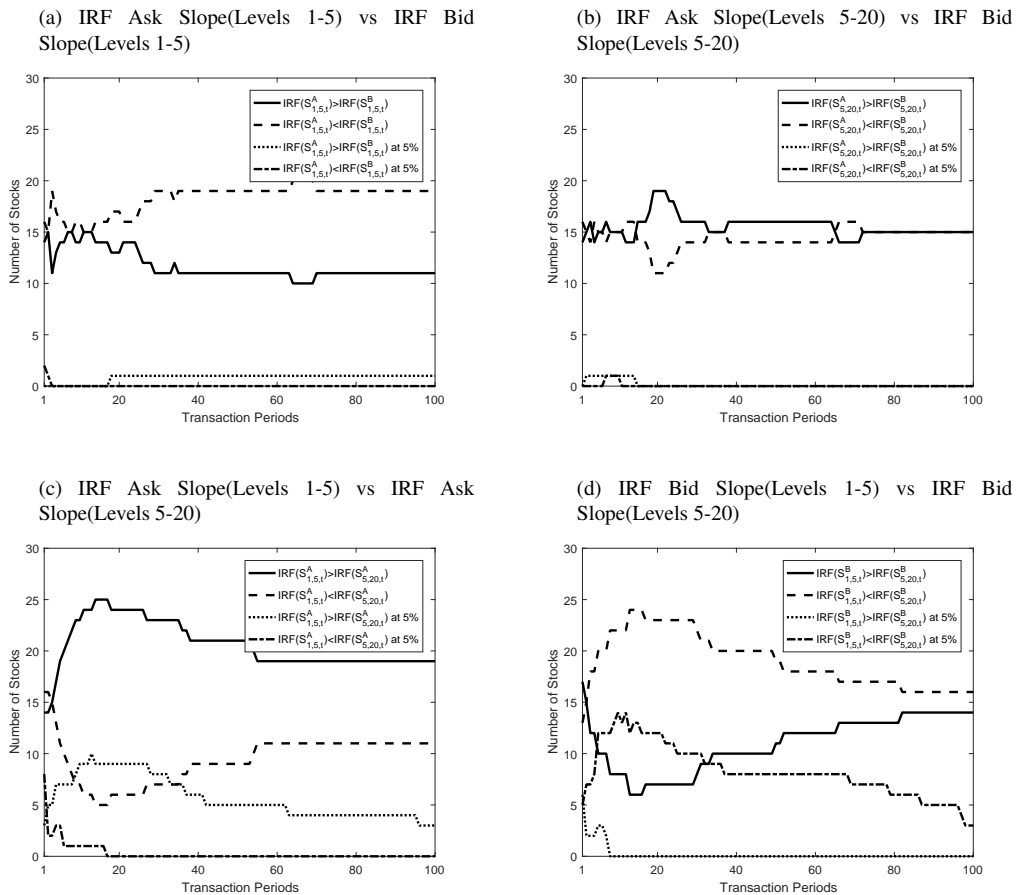 (a) IRF Ask Slope(Levels 1-5) vs IRF Bid
Slope(Levels 1-5)
30
25
20
15
10
5
0
Number of Stocks
IRF(S^A_{1,5,t})>IRF(S^B_{1,5,t})
IRF(S^A_{1,5,t})<IRF(S^B_{1,5,t})
IRF(S^A_{1,5,t})>IRF(S^B_{1,5,t}) at 5%
IRF(S^A_{1,5,t})<IRF(S^B_{1,5,t}) at 5%
1 20 40 60 80 100
Transaction Periods
(b) IRF Ask Slope(Levels 5-20) vs IRF Bid
Slope(Levels 5-20)
30
25
20
15
10
5
0
Number of Stocks
IRF(S^A_{5,20,t})>IRF(S^B_{5,20,t})
IRF(S^A_{5,20,t})<IRF(S^B_{5,20,t})
IRF(S^A_{5,20,t})>IRF(S^B_{5,20,t}) at 5%
IRF(S^A_{5,20,t})<IRF(S^B_{5,20,t}) at 5%
1 20 40 60 80 100
Transaction Periods
(c) IRF Ask Slope(Levels 1-5) vs IRF Ask
Slope(Levels 5-20)
30
25
20
15
10
5
0
Number of Stocks
IRF(S^A_{1,5,t})>IRF(S^A_{5,20,t})
IRF(S^A_{1,5,t})<IRF(S^A_{5,20,t})
IRF(S^A_{1,5,t})>IRF(S^A_{5,20,t}) at 5%
IRF(S^A_{1,5,t})<IRF(S^A_{5,20,t}) at 5%
1 20 40 60 80 100
Transaction Periods
(d) IRF Bid Slope(Levels 1-5) vs IRF Bid
Slope(Levels 5-20)
30
25
20
15
10
5
0
Number of Stocks
IRF(S^B_{1,5,t})>IRF(S^B_{5,20,t})
IRF(S^B_{1,5,t})<IRF(S^B_{5,20,t})
IRF(S^B_{1,5,t})>IRF(S^B_{5,20,t}) at 5%
IRF(S^B_{1,5,t})<IRF(S^B_{5,20,t}) at 5%
1 20 40 60 80 100
Transaction Periods